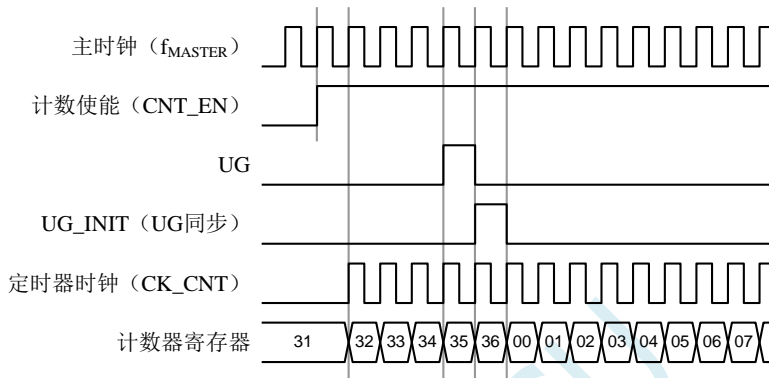 主时钟（fMASTER）
计数使能（CNT_EN）
UG
UG_INIT（UG同步）
定时器时钟（CK_CNT）
计数器寄存器 31 32 33 34 35 36 00 01 02 03 04 05 06 07